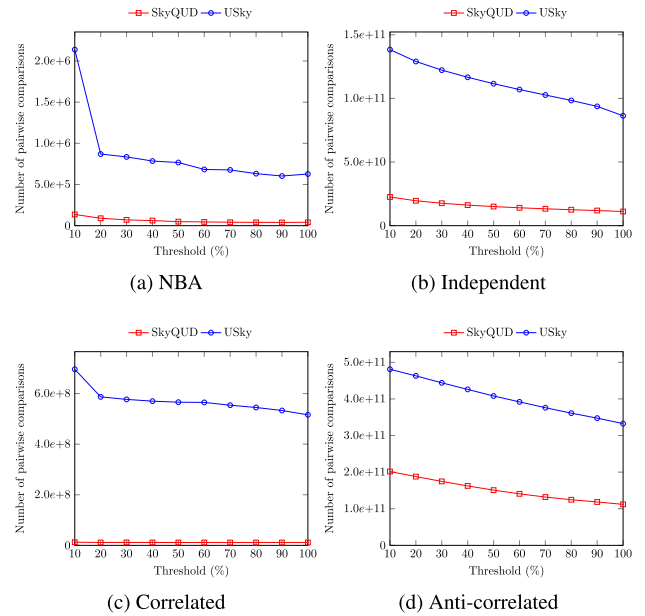 SkyQUD USky
SkyQUD USky
Number of pairwise comparisons
2.0e+6
1.5e+6
1.0e+6
5.0e+5
0
10 20 30 40 50 60 70 80 90 100
Threshold (%)
(a) NBA
Number of pairwise comparisons
1.5e+11
1.0e+11
5.0e+10
0
10 20 30 40 50 60 70 80 90 100
Threshold (%)
(b) Independent
SkyQUD USky
SkyQUD USky
Number of pairwise comparisons
6.0e+8
4.0e+8
2.0e+8
0
10 20 30 40 50 60 70 80 90 100
Threshold (%)
(c) Correlated
Number of pairwise comparisons
5.0e+11
4.0e+11
3.0e+11
2.0e+11
1.0e+11
0
10 20 30 40 50 60 70 80 90 100
Threshold (%)
(d) Anti-correlated